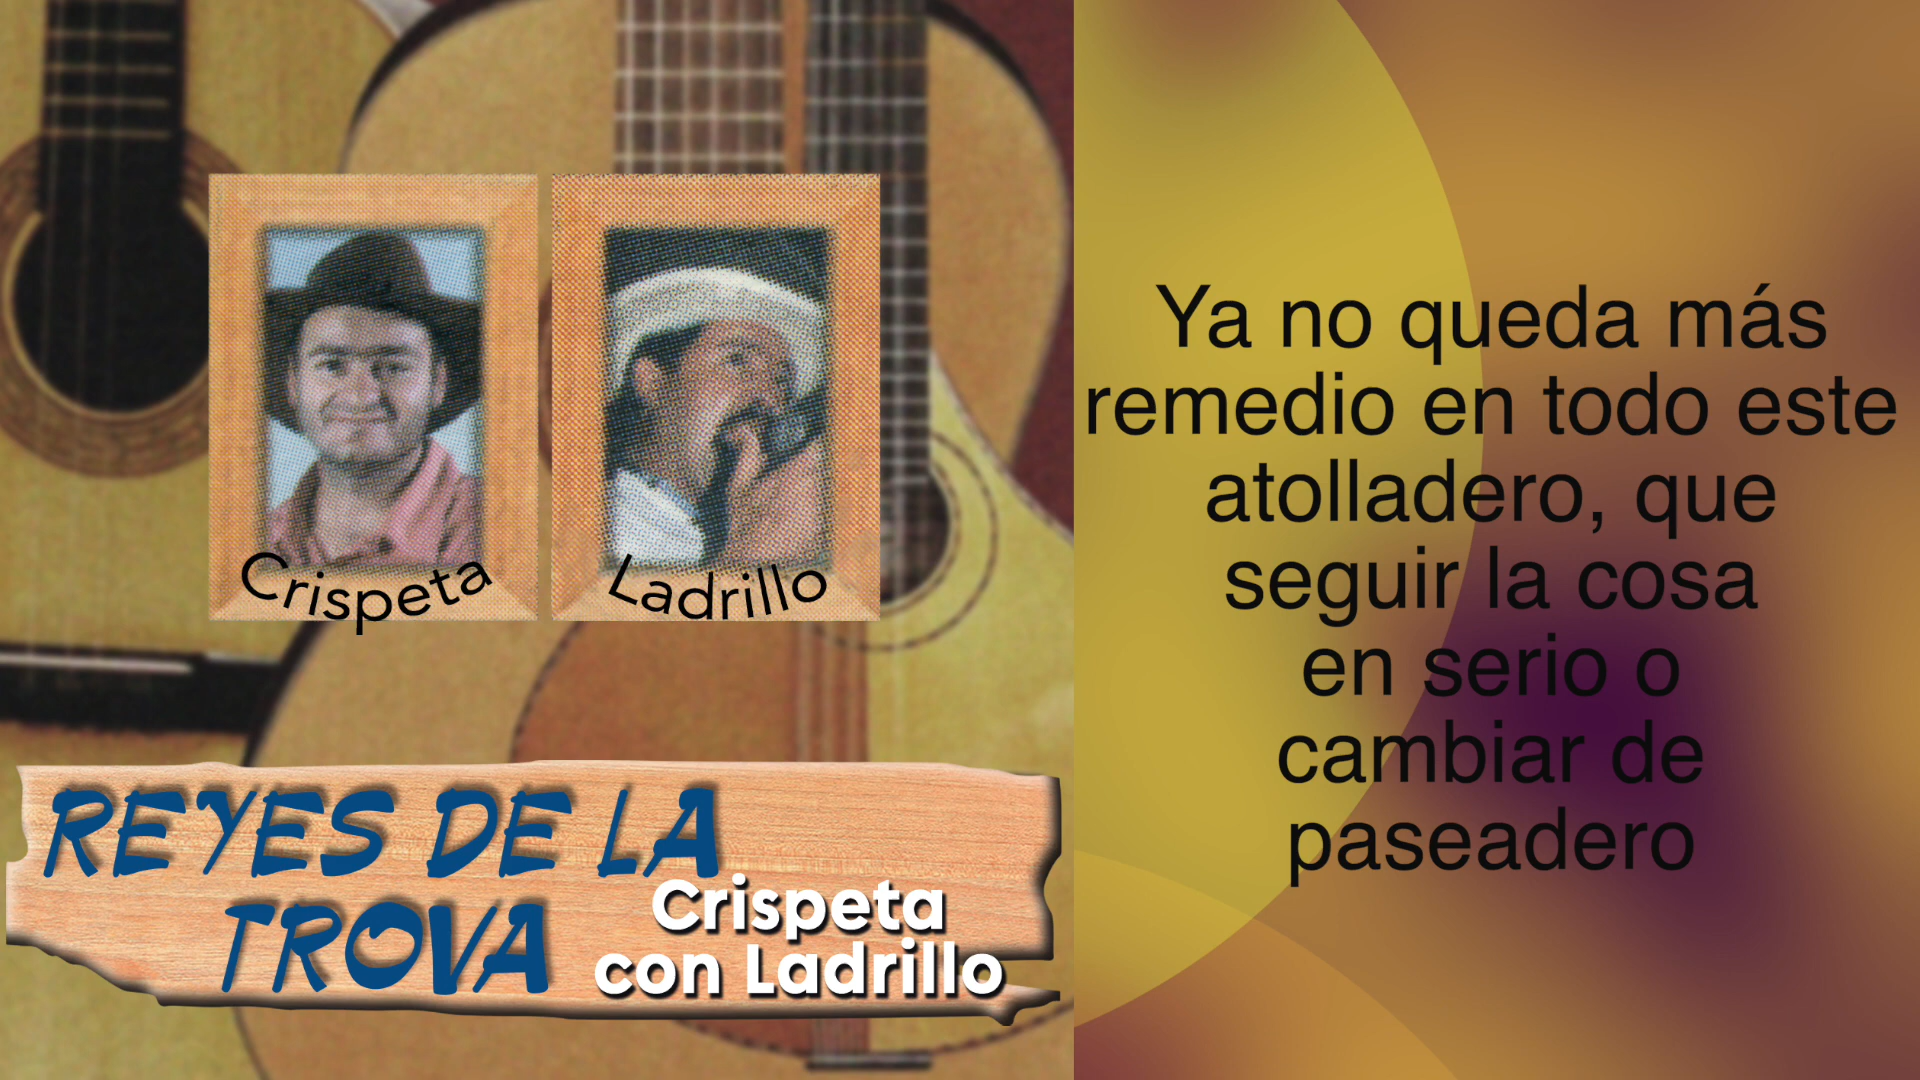 Crispeta
Ladrillo
REYES DE LA
TROVA
Crispeta
con Ladrillo
Ya no queda más
remedio en todo este
atolladero, que
seguir la cosa
en serio o
cambiar de
paseadero